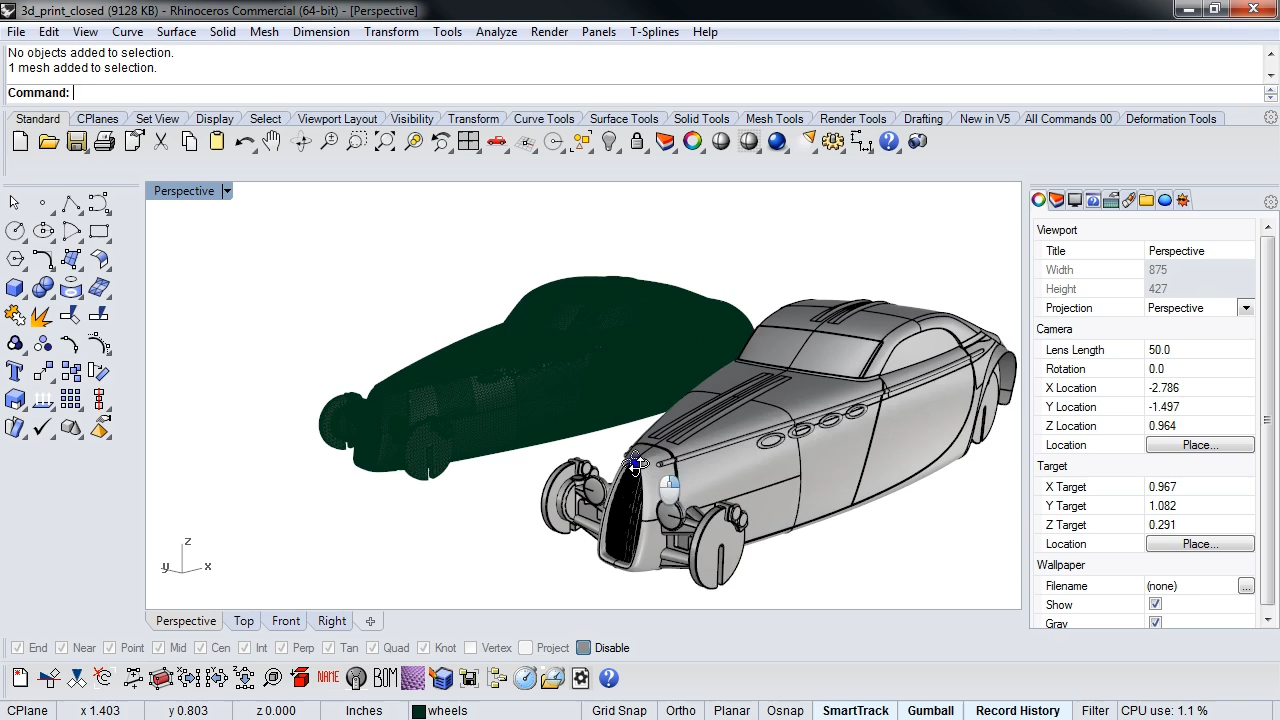 3d_print_closed (9128 KB) - Rhinoceros Commercial (64-bit) - [Perspective]
File Edit View Curve Surface Solid Mesh Dimension Transform Tools Analyze Render Panels T-Splines Help
No objects added to selection.
1 mesh added to selection.
Command:
Standard CPlanes Set View Display Select Viewport Layout Visibility Transform Curve Tools Surface Tools Solid Tools Mesh Tools Render Tools Drafting New in V5 All Commands 00 Deformation Tools
Perspective
Viewport
Title Perspective
Width 875
Height 427
Projection Perspective
Camera
Lens Length 50.0
Rotation 0.0
X Location -2.786
Y Location -1.497
Z Location 0.964
Location Place...
Target
X Target 0.967
Y Target 1.082
Z Target 0.291
Location Place...
Wallpaper
Filename (none) ...
Show
Gray
z
y x
Perspective Top Front Right
End Near Point Mid Cen Int Perp Tan Quad Knot Vertex Project Disable
NAME BOM
CPlane x 1.403 y 0.803 z 0.000 Inches wheels Grid Snap Ortho Planar Osnap SmartTrack Gumball Record History Filter CPU use: 1.1 %